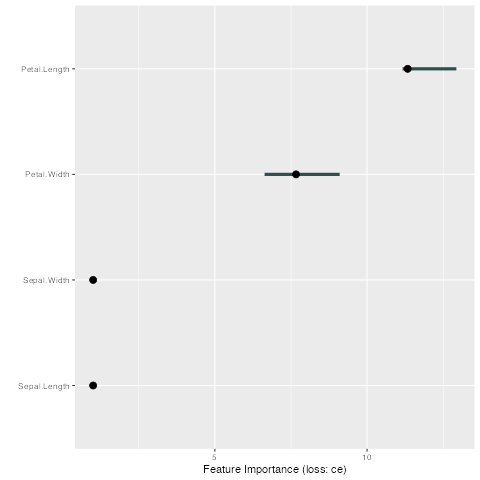 Petal.Length
Petal.Width
Sepal.Width
Sepal.Length
5
10
Feature Importance (loss: ce)